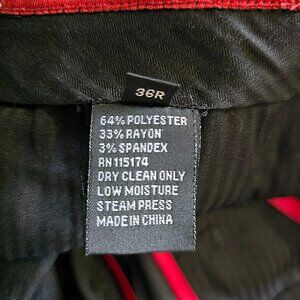 36R
64% POLYESTER
33% RAYON
3% SPANDEX
RN 115174
DRY CLEAN ONLY
LOW MOISTURE
STEAM PRESS
MADE IN CHINA